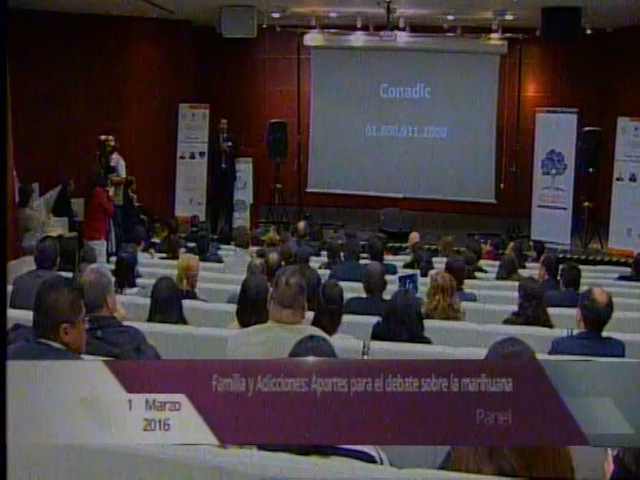 Conadic
01.800.911.2000
Familia y Adicciones: Aportes para el debate sobre la marihuana
Panel
1 Marzo
2016